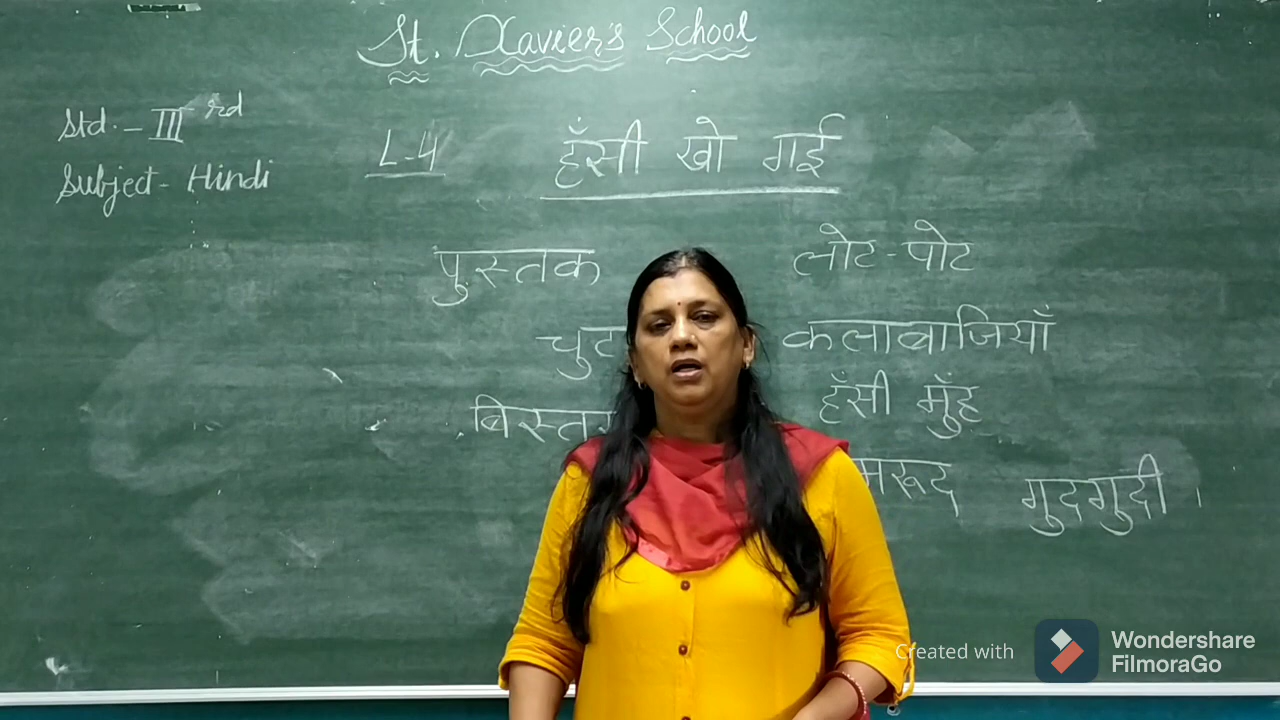 St. Xavier's School
Std. - III rd
Subject - Hindi
L-4 हँसी खो गई
पुस्तक लोट-पोट
कलाबाजियाँ
हँसी मुँह
गुदगुदी ।
Created with Wondershare FilmoraGo